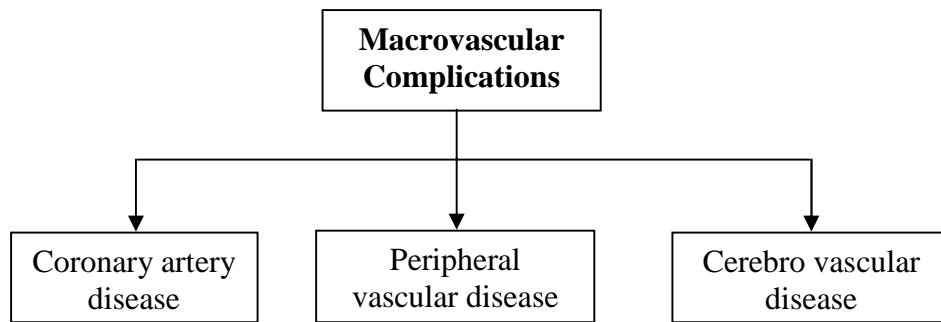 Macrovascular
Complications
Coronary artery
disease
Peripheral
vascular disease
Cerebro vascular
disease